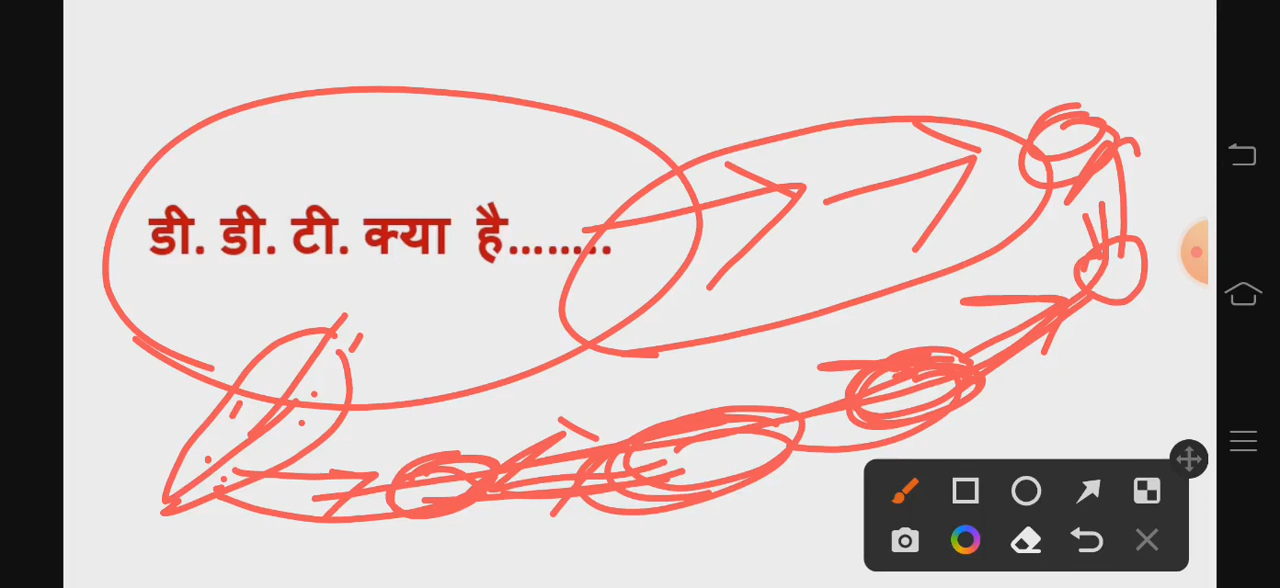 डी. डी. टी. क्या है........